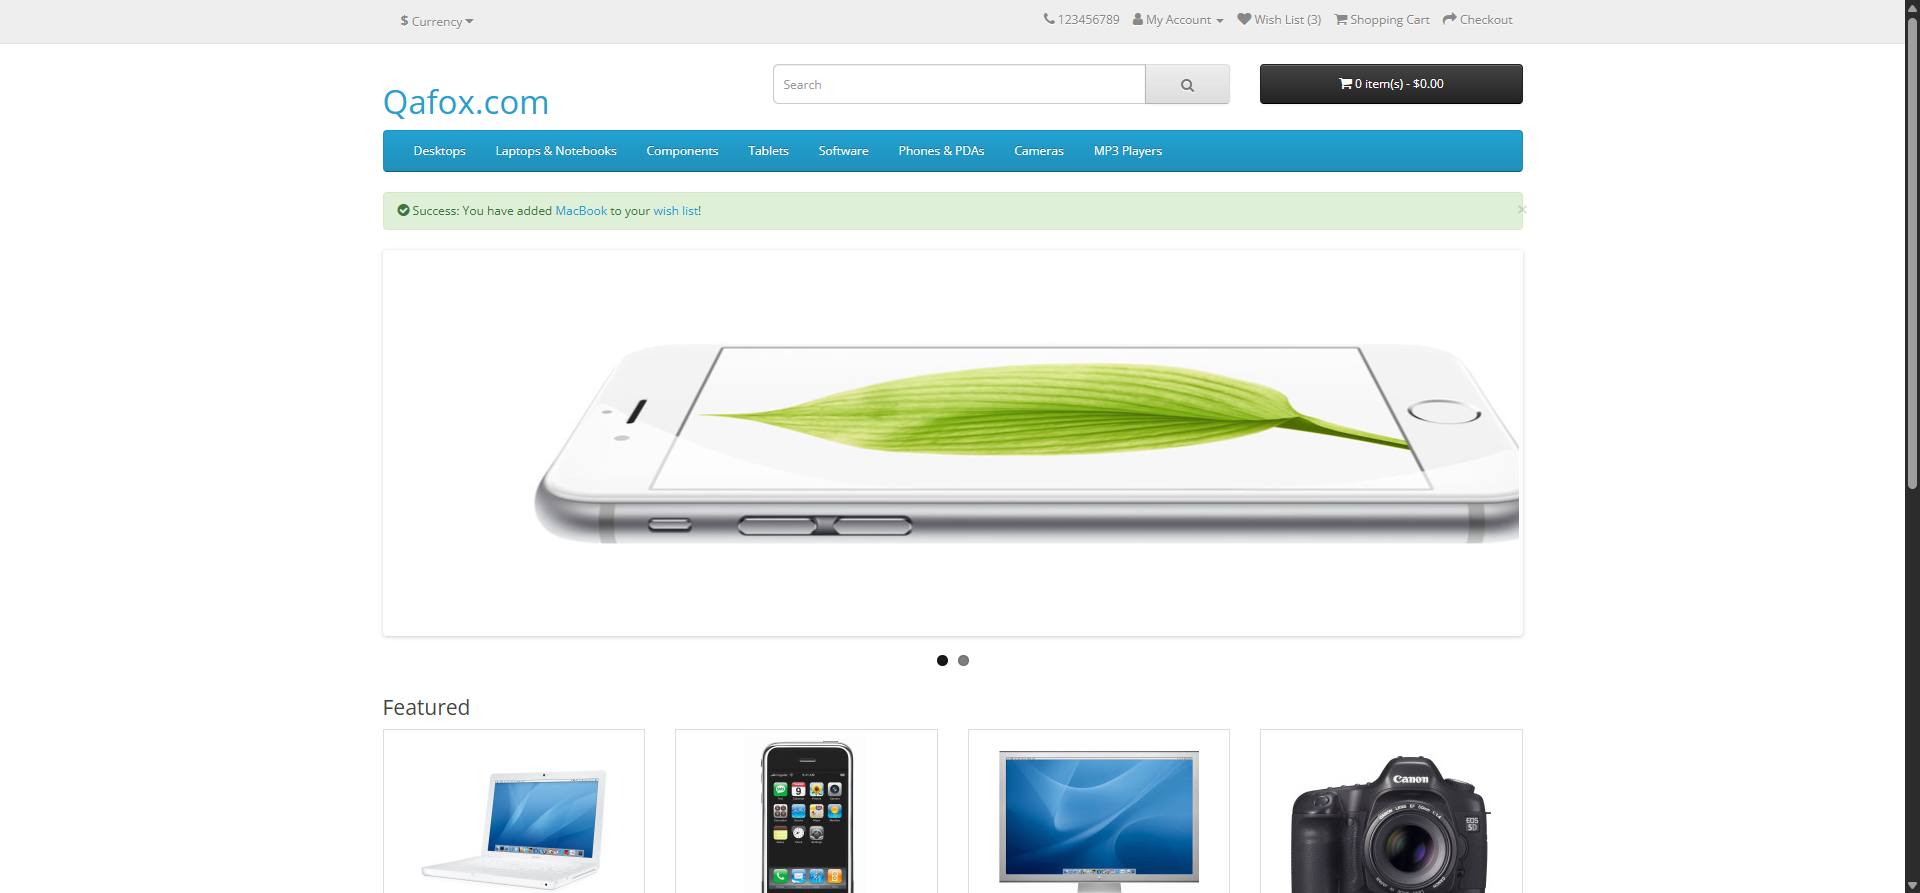 $ Currency
123456789 My Account Wish List (3) Shopping Cart Checkout
Qafox.com
Search
0 item(s) - $0.00
Desktops Laptops & Notebooks Components Tablets Software Phones & PDAs Cameras MP3 Players
Success: You have added MacBook to your wish list!
×
Featured
Canon
EOS
5D